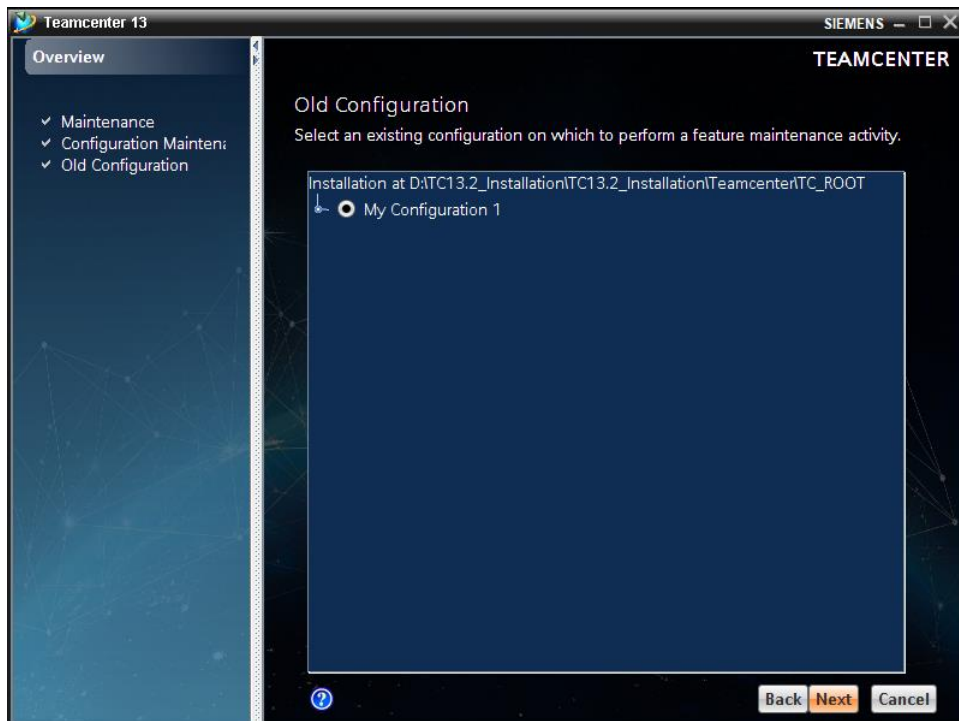 Teamcenter 13
SIEMENS
Overview
TEAMCENTER
Maintenance
Configuration Maintena
Old Configuration
Old Configuration
Select an existing configuration on which to perform a feature maintenance activity.
Installation at D:\TC13.2_Installation\TC13.2_Installation\Teamcenter\TC_ROOT
My Configuration 1
Back Next Cancel